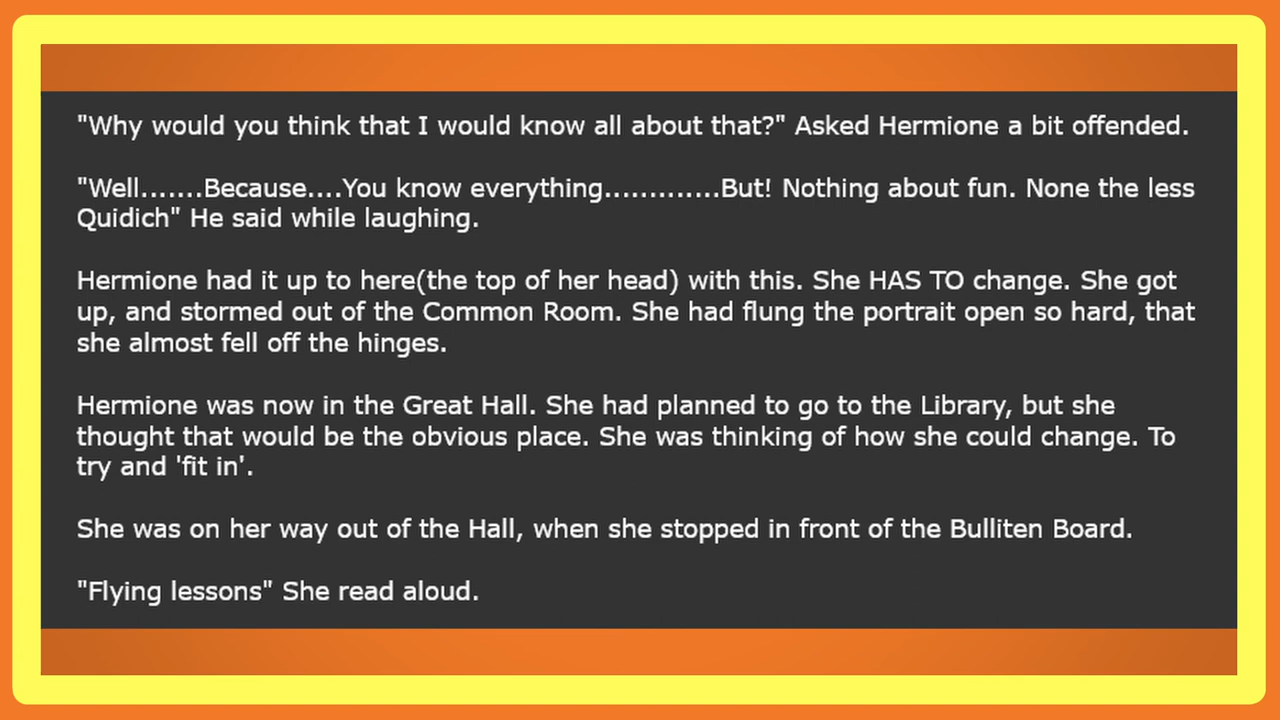 "Why would you think that I would know all about that?" Asked Hermione a bit offended.
"Well.......Because....You know everything.............But! Nothing about fun. None the less
Quidich" He said while laughing.
Hermione had it up to here(the top of her head) with this. She HAS TO change. She got
up, and stormed out of the Common Room. She had flung the portrait open so hard, that
she almost fell off the hinges.
Hermione was now in the Great Hall. She had planned to go to the Library, but she
thought that would be the obvious place. She was thinking of how she could change. To
try and 'fit in'.
She was on her way out of the Hall, when she stopped in front of the Bulliten Board.
"Flying lessons" She read aloud.